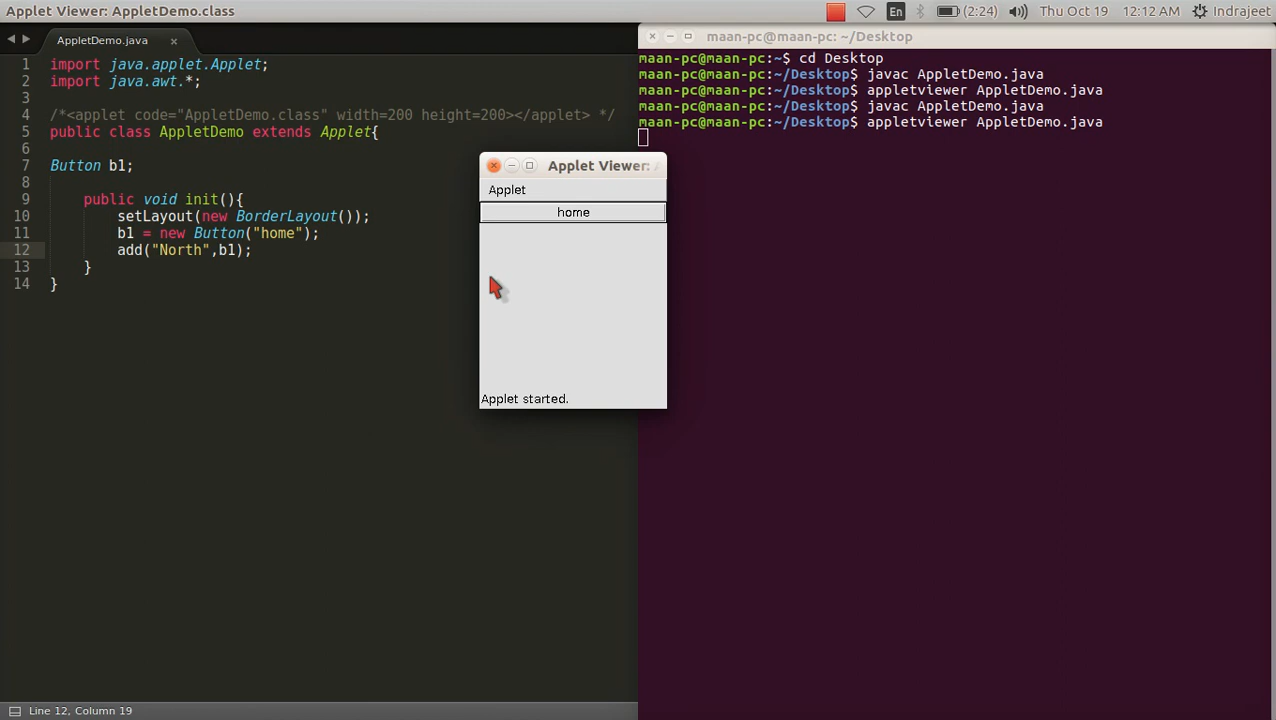 Applet Viewer: AppletDemo.class
En
(2:24)
Thu Oct 19
12:12 AM
Indrajeet
AppletDemo.java
1 import java.applet.Applet;
2 import java.awt.*;
3
4 /*<applet code="AppletDemo.class" width=200 height=200></applet> */
5 public class AppletDemo extends Applet{
6
7 Button b1;
8
9 public void init(){
10 setLayout(new BorderLayout());
11 b1 = new Button("home");
12 add("North",b1);
13 }
14 }
Line 12, Column 19
maan-pc@maan-pc: ~/Desktop
maan-pc@maan-pc:~$ cd Desktop
maan-pc@maan-pc:~/Desktop$ javac AppletDemo.java
maan-pc@maan-pc:~/Desktop$ appletviewer AppletDemo.java
maan-pc@maan-pc:~/Desktop$ javac AppletDemo.java
maan-pc@maan-pc:~/Desktop$ appletviewer AppletDemo.java
Applet Viewer:
Applet
home
Applet started.